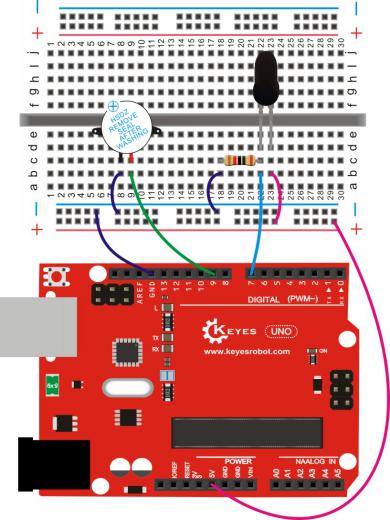 +
1 2 3 4 5 6 7 8 9 10 11 12 13 14 15 16 17 18 19 20 21 22 23 24 25 26 27 28 29 30
j
i
h
g
f
HSDZ
REMOVE
SEAL
AFTER
WASHING
e
d
c
b
a
1 2 3 4 5 6 7 8 9 10 11 12 13 14 15 16 17 18 19 20 21 22 23 24 25 26 27 28 29 30
+
AREF
GND
13
12
11
10
9
8
7
6
5
4
3
2
1
0
TX
RX
DIGITAL (PWM~)
L
TX
RX
KEYES UNO
www.keyesrobot.com
ON
6x9
POWER
NAALOG IN
IOREF
RESET
3V3
5V
GND
GND
VIN
A0
A1
A2
A3
A4
A5